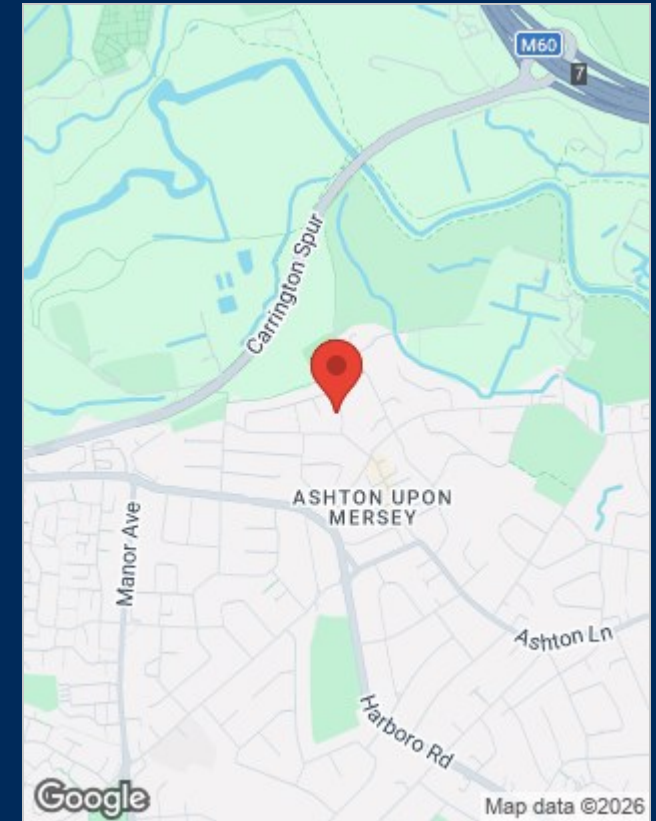 M60
7
Carrington Spur
ASHTON UPON
MERSEY
Manor Ave
Ashton Ln
Harboro Rd
Google
Map data ©2026